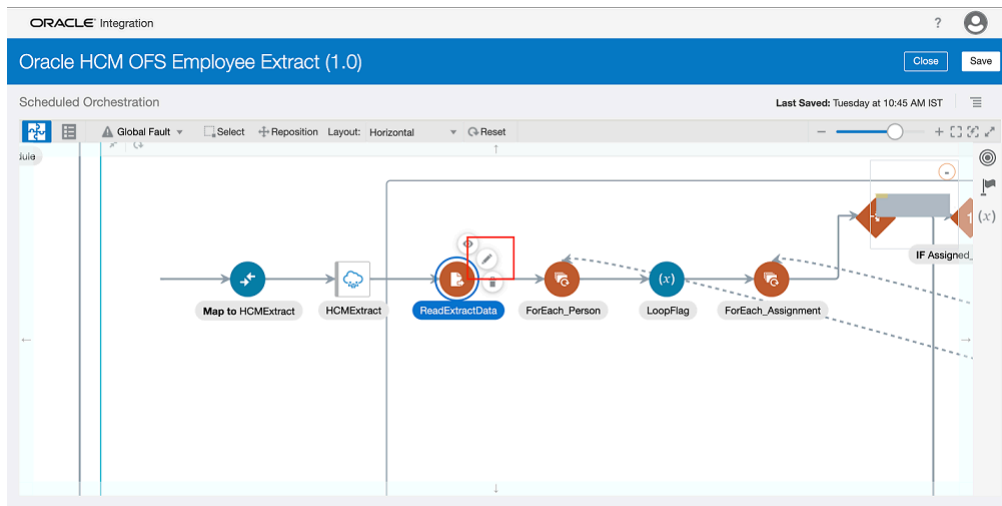 ORACLE Integration
?
Oracle HCM OFS Employee Extract (1.0)
Close
Save
Scheduled Orchestration
Last Saved: Tuesday at 10:45 AM IST
Global Fault
Select
Reposition
Layout: Horizontal
Reset
(x)
IF Assigned_
(x)
Map to HCMExtract
HCMExtract
ReadExtractData
ForEach_Person
LoopFlag
ForEach_Assignment